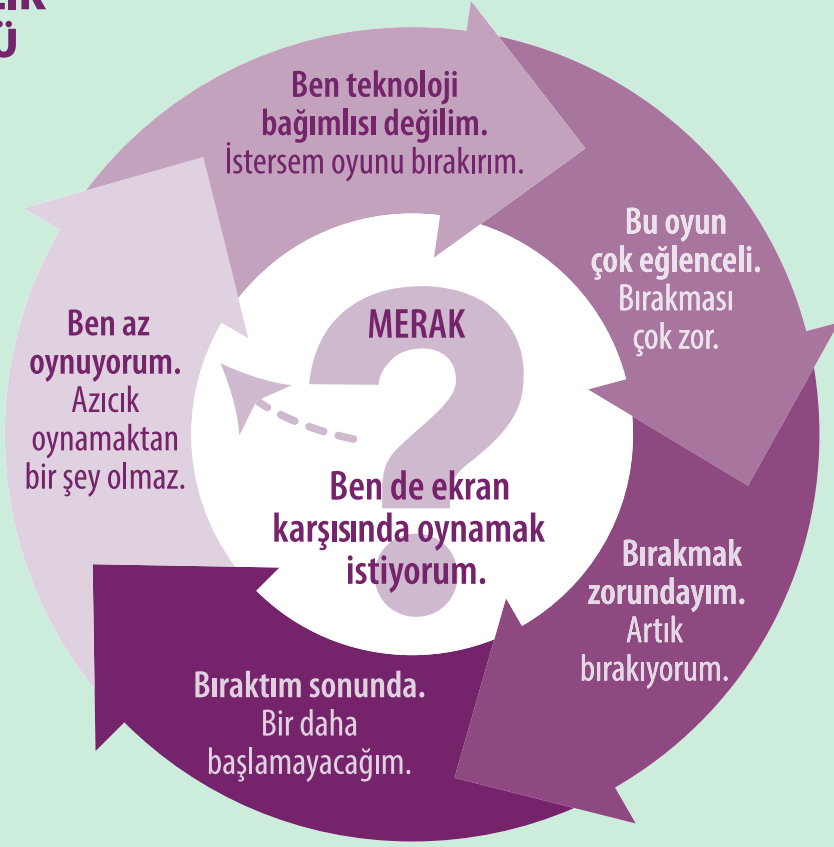 Ben teknoloji
bağımlısı değilim.
İstersem oyunu bırakırım.
Bu oyun
çok eğlenceli.
Bırakması
çok zor.
Bırakmak
zorundayım.
Artık
bırakıyorum.
Bıraktım sonunda.
Bir daha
başlamayacağım.
Ben az
oynuyorum.
Azıcık
oynamaktan
bir şey olmaz.
MERAK
?
Ben de ekran
karşısında oynamak
istiyorum.